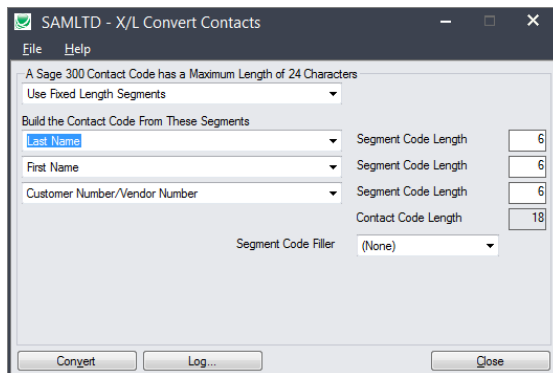 SAMLTD - X/L Convert Contacts
File Help
A Sage 300 Contact Code has a Maximum Length of 24 Characters
Use Fixed Length Segments
Build the Contact Code From These Segments
Last Name Segment Code Length 6
First Name Segment Code Length 6
Customer Number/Vendor Number Segment Code Length 6
Contact Code Length 18
Segment Code Filler (None)
Convert Log... Close